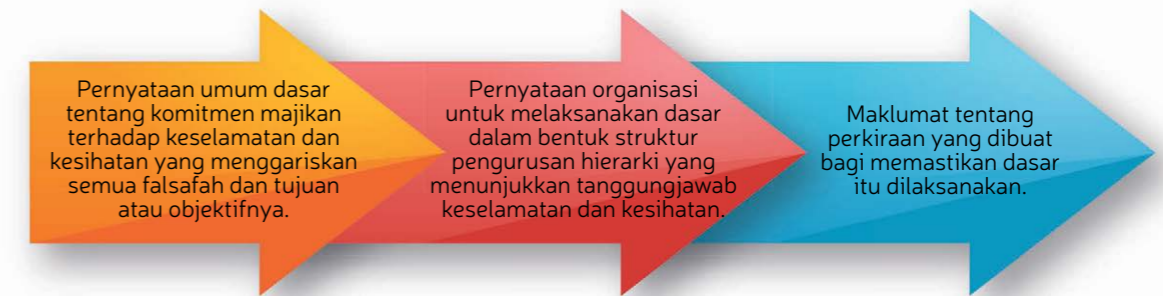 Pernyataan umum dasar
tentang komitmen majikan
terhadap keselamatan dan
kesihatan yang menggariskan
semua falsafah dan tujuan
atau objektifnya.
Pernyataan organisasi
untuk melaksanakan dasar
dalam bentuk struktur
pengurusan hierarki yang
menunjukkan tanggungjawab
keselamatan dan kesihatan.
Maklumat tentang
perkiraan yang dibuat
bagi memastikan dasar
itu dilaksanakan.